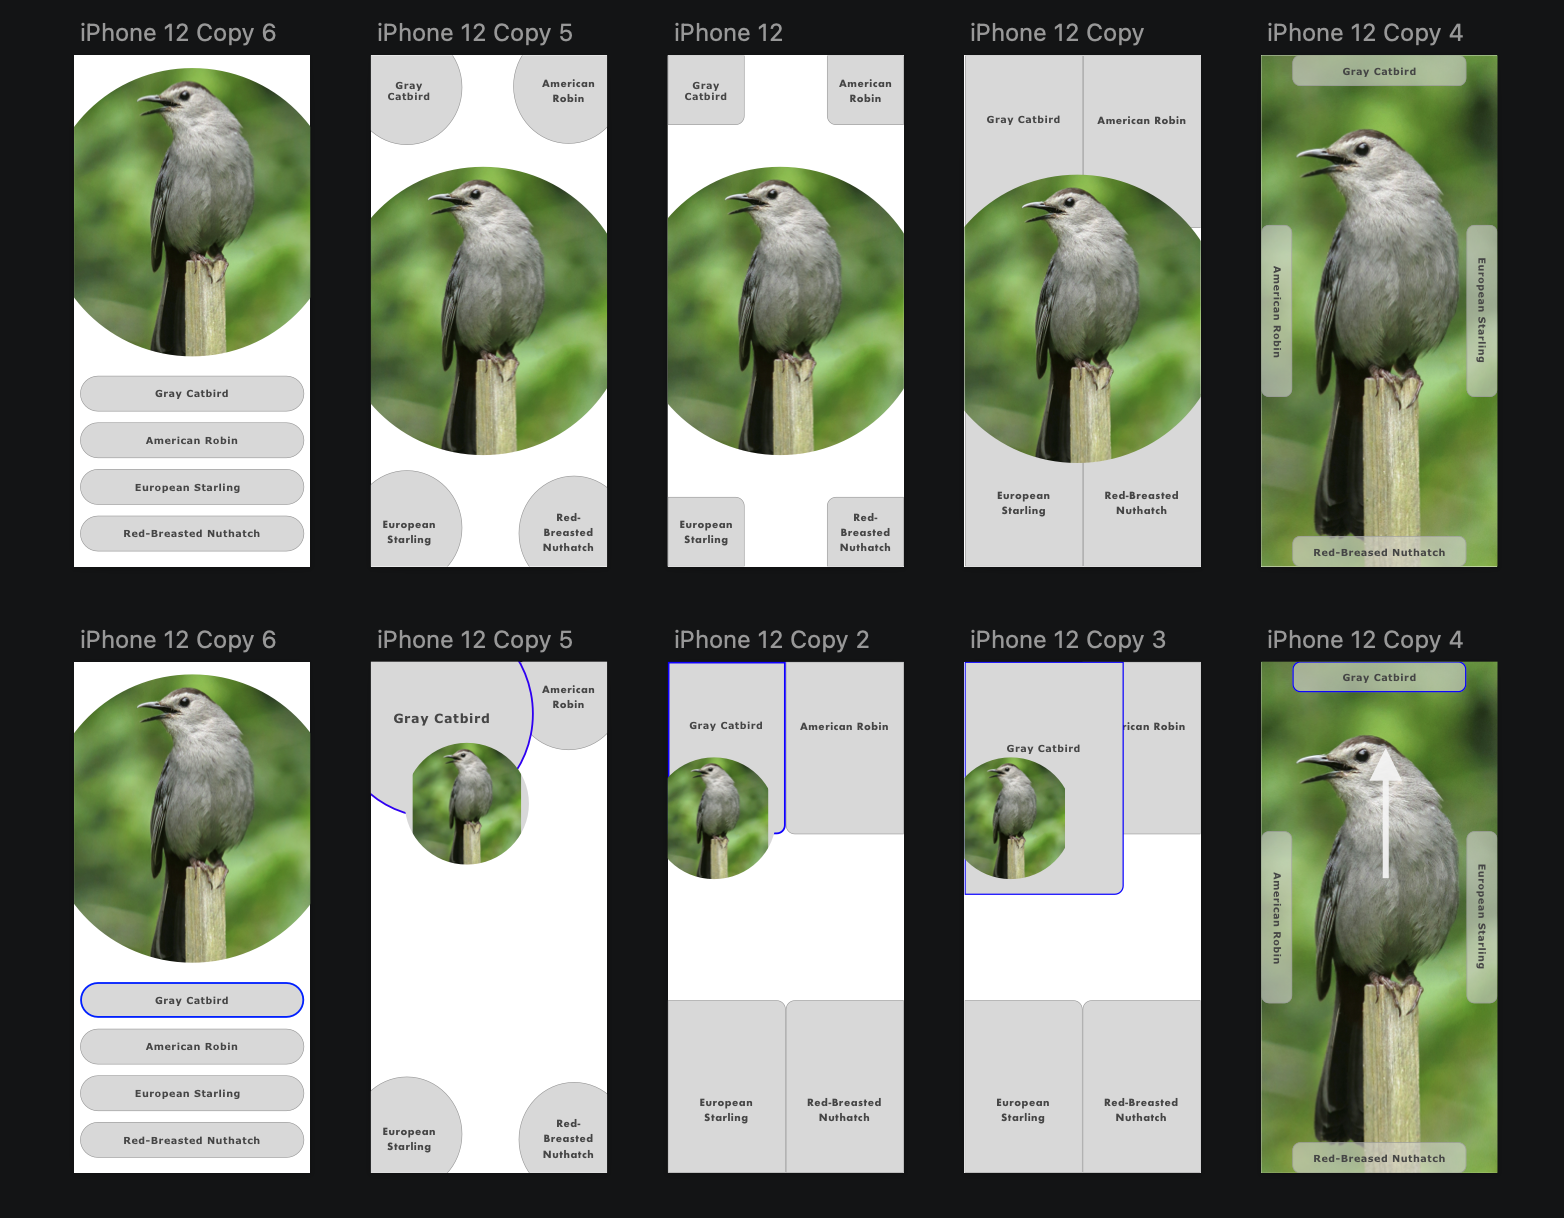 iPhone 12 Copy 6
iPhone 12 Copy 5
iPhone 12
iPhone 12 Copy
iPhone 12 Copy 4
Gray Catbird
American Robin
European Starling
Red-Breasted Nuthatch
Gray
Catbird
American
Robin
European
Starling
Red-
Breasted
Nuthatch
Gray
Catbird
American
Robin
European
Starling
Red-
Breasted
Nuthatch
Gray Catbird
American Robin
European
Starling
Red-Breasted
Nuthatch
Gray Catbird
American Robin
European Starling
Red-Breased Nuthatch
iPhone 12 Copy 6
iPhone 12 Copy 5
iPhone 12 Copy 2
iPhone 12 Copy 3
iPhone 12 Copy 4
Gray Catbird
American Robin
European Starling
Red-Breasted Nuthatch
Gray Catbird
American
Robin
European
Starling
Red-
Breasted
Nuthatch
Gray Catbird
American Robin
European
Starling
Red-Breasted
Nuthatch
Gray Catbird
rican Robin
European
Starling
Red-Breasted
Nuthatch
Gray Catbird
American Robin
European Starling
Red-Breased Nuthatch